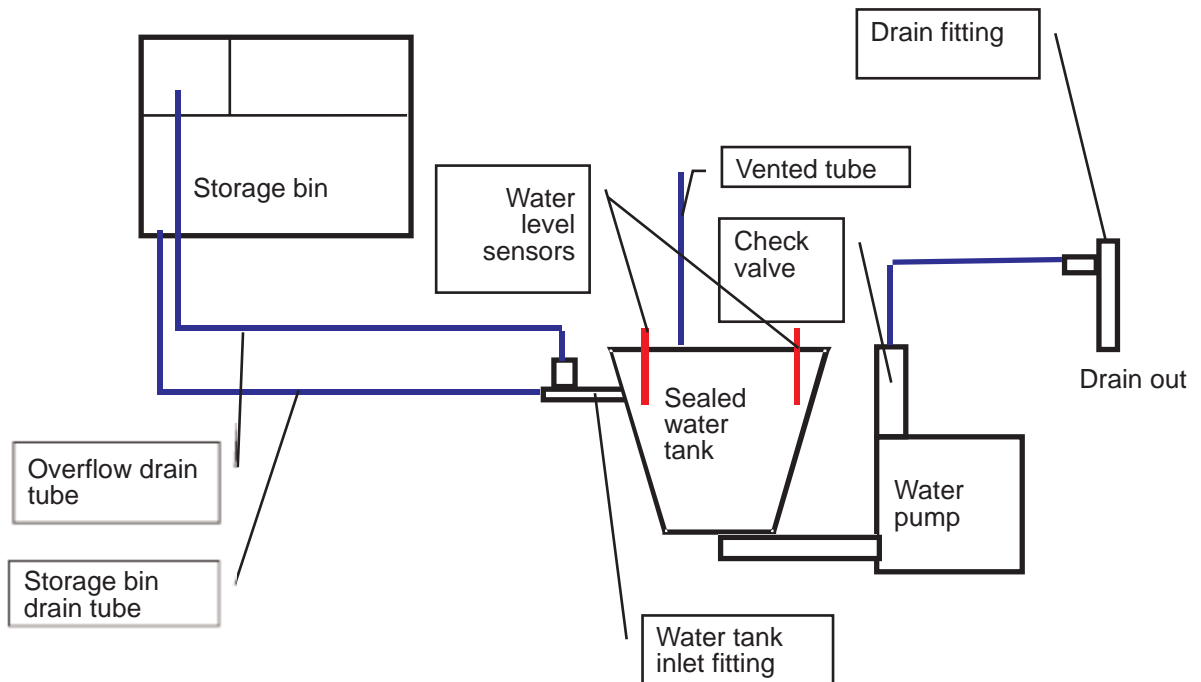 Drain fitting
Storage bin
Water
level
sensors
Vented tube
Check
valve
Sealed
water
tank
Drain out
Overflow drain
tube
Water
pump
Storage bin
drain tube
Water tank
inlet fitting